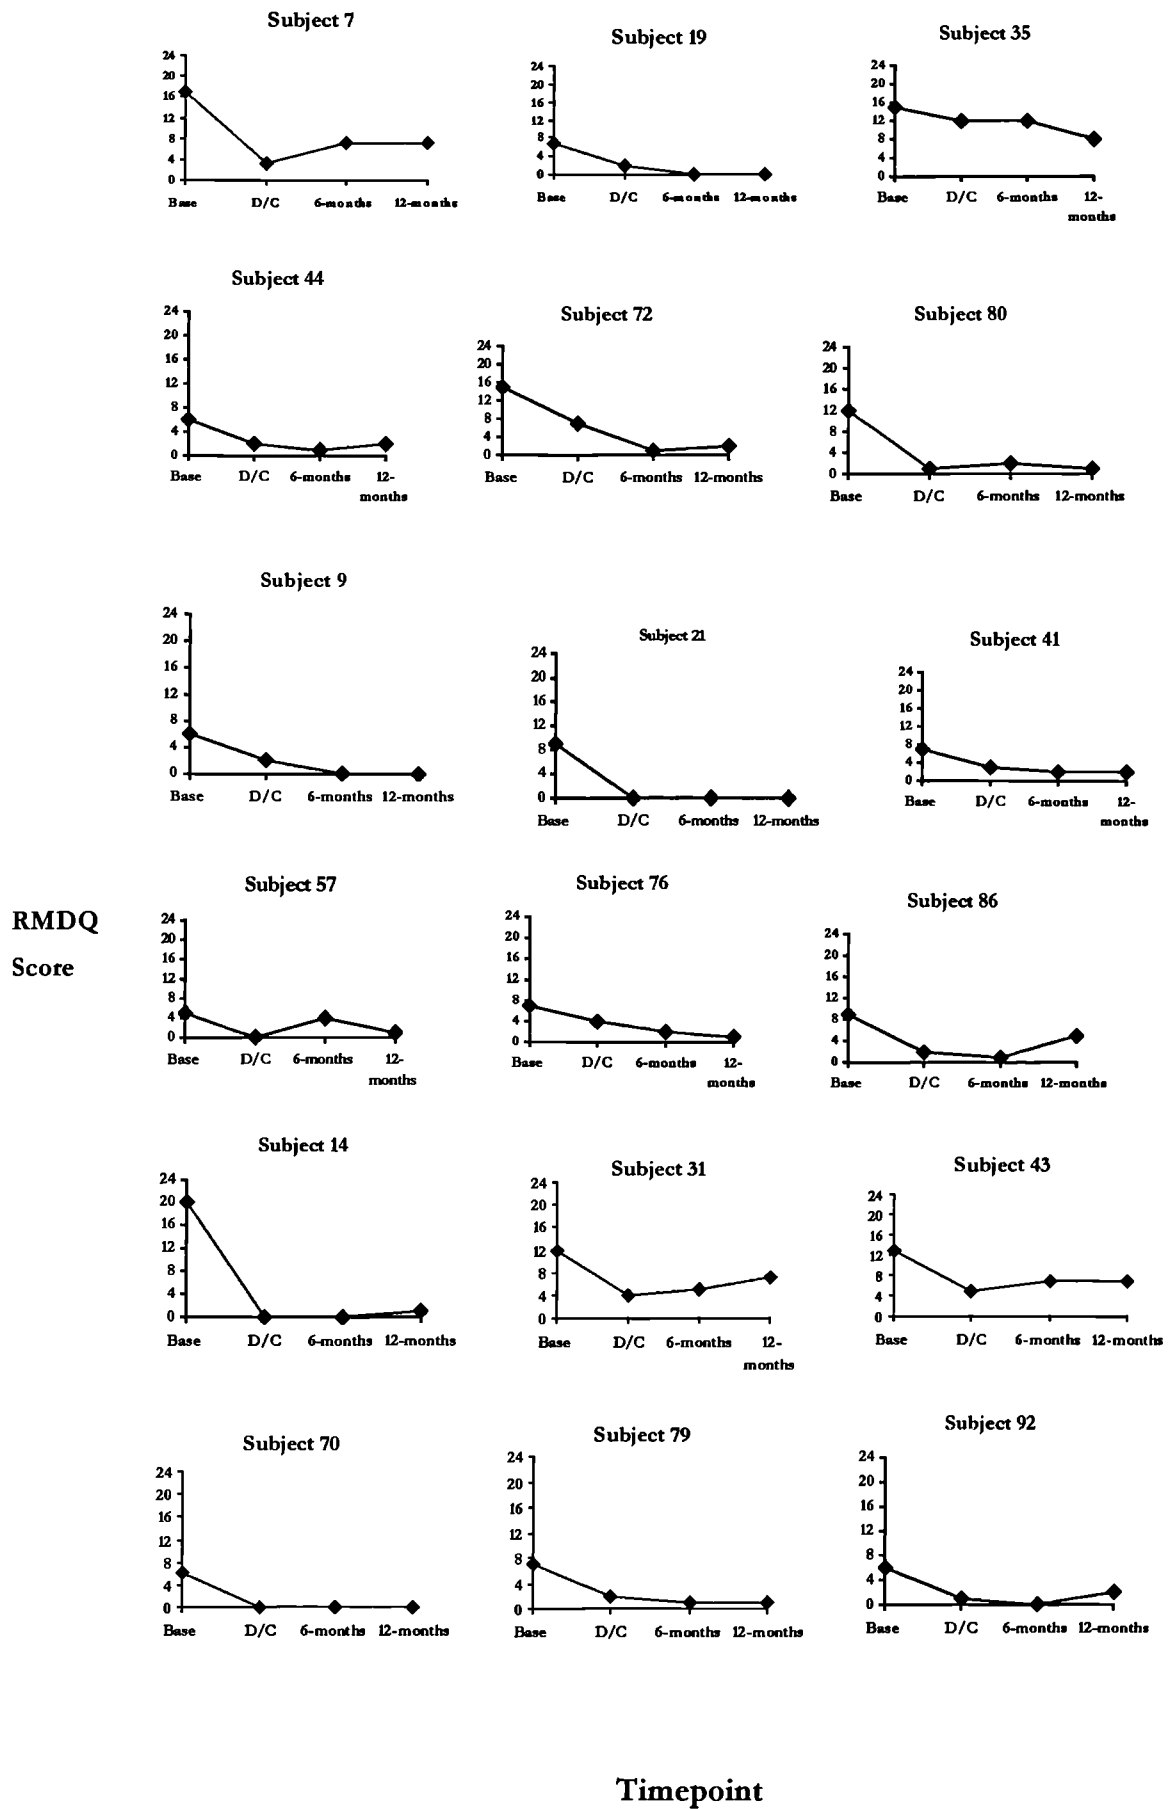 Subject 7
24
20
16
12
8
4
0
Base D/C 6-months 12-months
Subject 19
24
20
16
12
8
4
0
Base D/C 6-months 12-months
Subject 35
24
20
16
12
8
4
0
Base D/C 6-months 12-
months
Subject 44
24
20
16
12
8
4
0
Base D/C 6-months 12-
months
Subject 72
24
20
16
12
8
4
0
Base D/C 6-months 12-months
Subject 80
24
20
16
12
8
4
0
Base D/C 6-months 12-months
Subject 9
24
20
16
12
8
4
0
Base D/C 6-months 12-months
Subject 21
24
20
16
12
8
4
0
Base D/C 6-months 12-months
Subject 41
24
20
16
12
8
4
0
Base D/C 6-months 12-
months
RMDQ
Score
Subject 57
24
20
16
12
8
4
0
Base D/C 6-months 12-
months
Subject 76
24
20
16
12
8
4
0
Base D/C 6-months 12-
months
Subject 86
24
20
16
12
8
4
0
Base D/C 6-months 12-months
Subject 14
24
20
16
12
8
4
0
Base D/C 6-months 12-months
Subject 31
24
20
16
12
8
4
0
Base D/C 6-months 12-
months
Subject 43
24
20
16
12
8
4
0
Base D/C 6-months 12-months
Subject 70
24
20
16
12
8
4
0
Base D/C 6-months 12-months
Subject 79
24
20
16
12
8
4
0
Base D/C 6-months 12-months
Subject 92
24
20
16
12
8
4
0
Base D/C 6-months 12-months
Timepoint